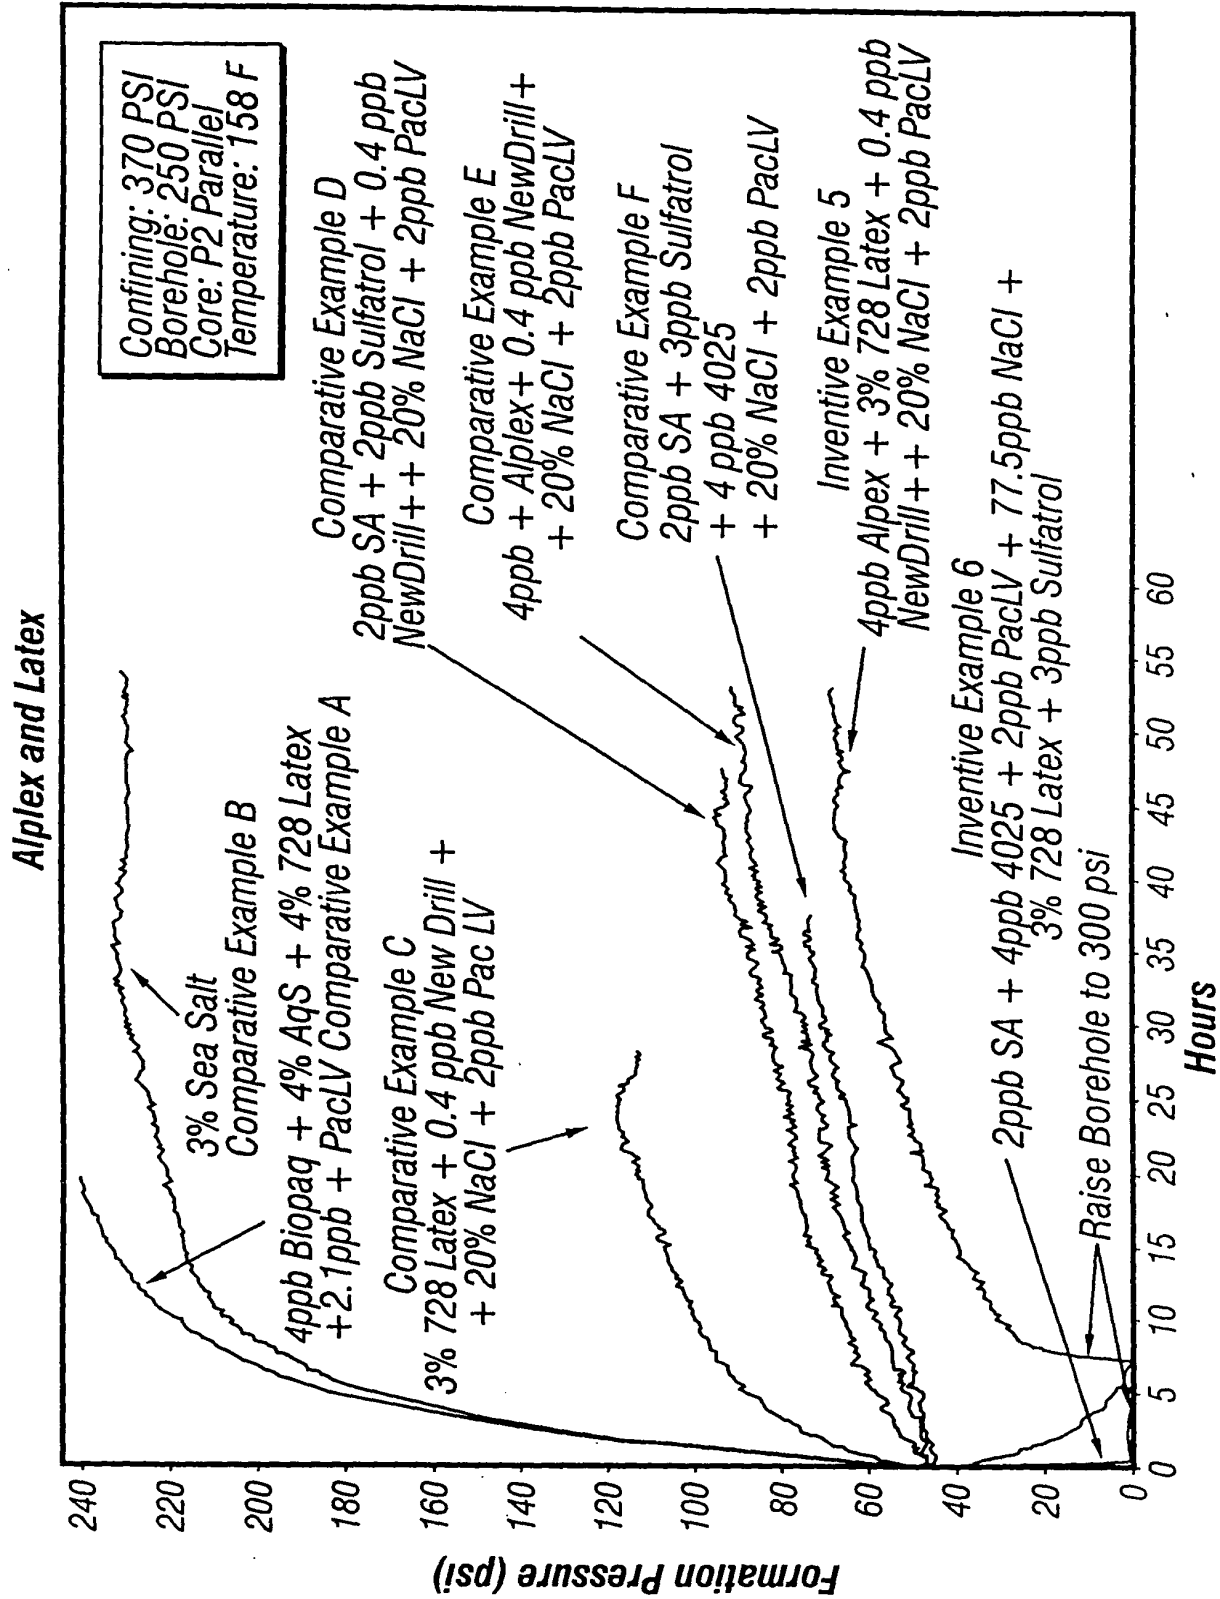 Alplex and Latex
Confining: 370 PSI
Borehole: 250 PSI
Core: P2 Parallel
Temperature: 158 F
3% Sea Salt
Comparative Example B
4ppb Biopaq + 4% AqS + 4% 728 Latex
+2.1ppb + PacLV Comparative Example A
Comparative Example C
3% 728 Latex + 0.4 ppb New Drill +
+ 20% NaCl + 2ppb Pac LV
Comparative Example D
2ppb SA + 2ppb Sulfatrol + 0.4 ppb
NewDrill++ 20% NaCl + 2ppb PacLV
Comparative Example E
4ppb + Alplex+ 0.4 ppb NewDrill+
+ 20% NaCl + 2ppb PacLV
Comparative Example F
2ppb SA + 3ppb Sulfatrol
+ 4 ppb 4025
+ 20% NaCl + 2ppb PacLV
Inventive Example 5
4ppb Alpex + 3% 728 Latex + 0.4 ppb
NewDrill++ 20% NaCl + 2ppb PacLV
Inventive Example 6
2ppb SA + 4ppb 4025 + 2ppb PacLV + 77.5ppb NaCl +
3% 728 Latex + 3ppb Sulfatrol
Raise Borehole to 300 psi
Formation Pressure (psi)
240
220
200
180
160
140
120
100
80
60
40
20
0
0 5 10 15 20 25 30 35 40 45 50 55 60
Hours